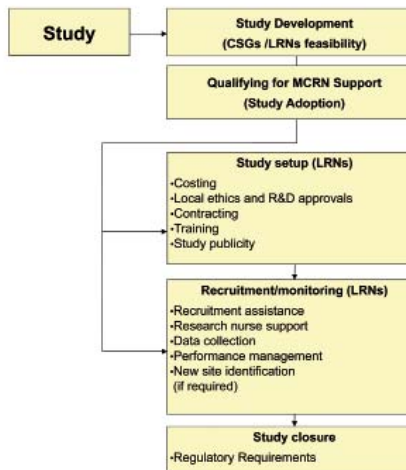 Study
Study Development
(CSGs /LRNs feasibility)
Qualifying for MCRN Support
(Study Adoption)
Study setup (LRNs)
•Costing
•Local ethics and R&D approvals
•Contracting
•Training
•Study publicity
Recruitment/monitoring (LRNs)
•Recruitment assistance
•Research nurse support
•Data collection
•Performance management
•New site identification
(if required)
Study closure
•Regulatory Requirements